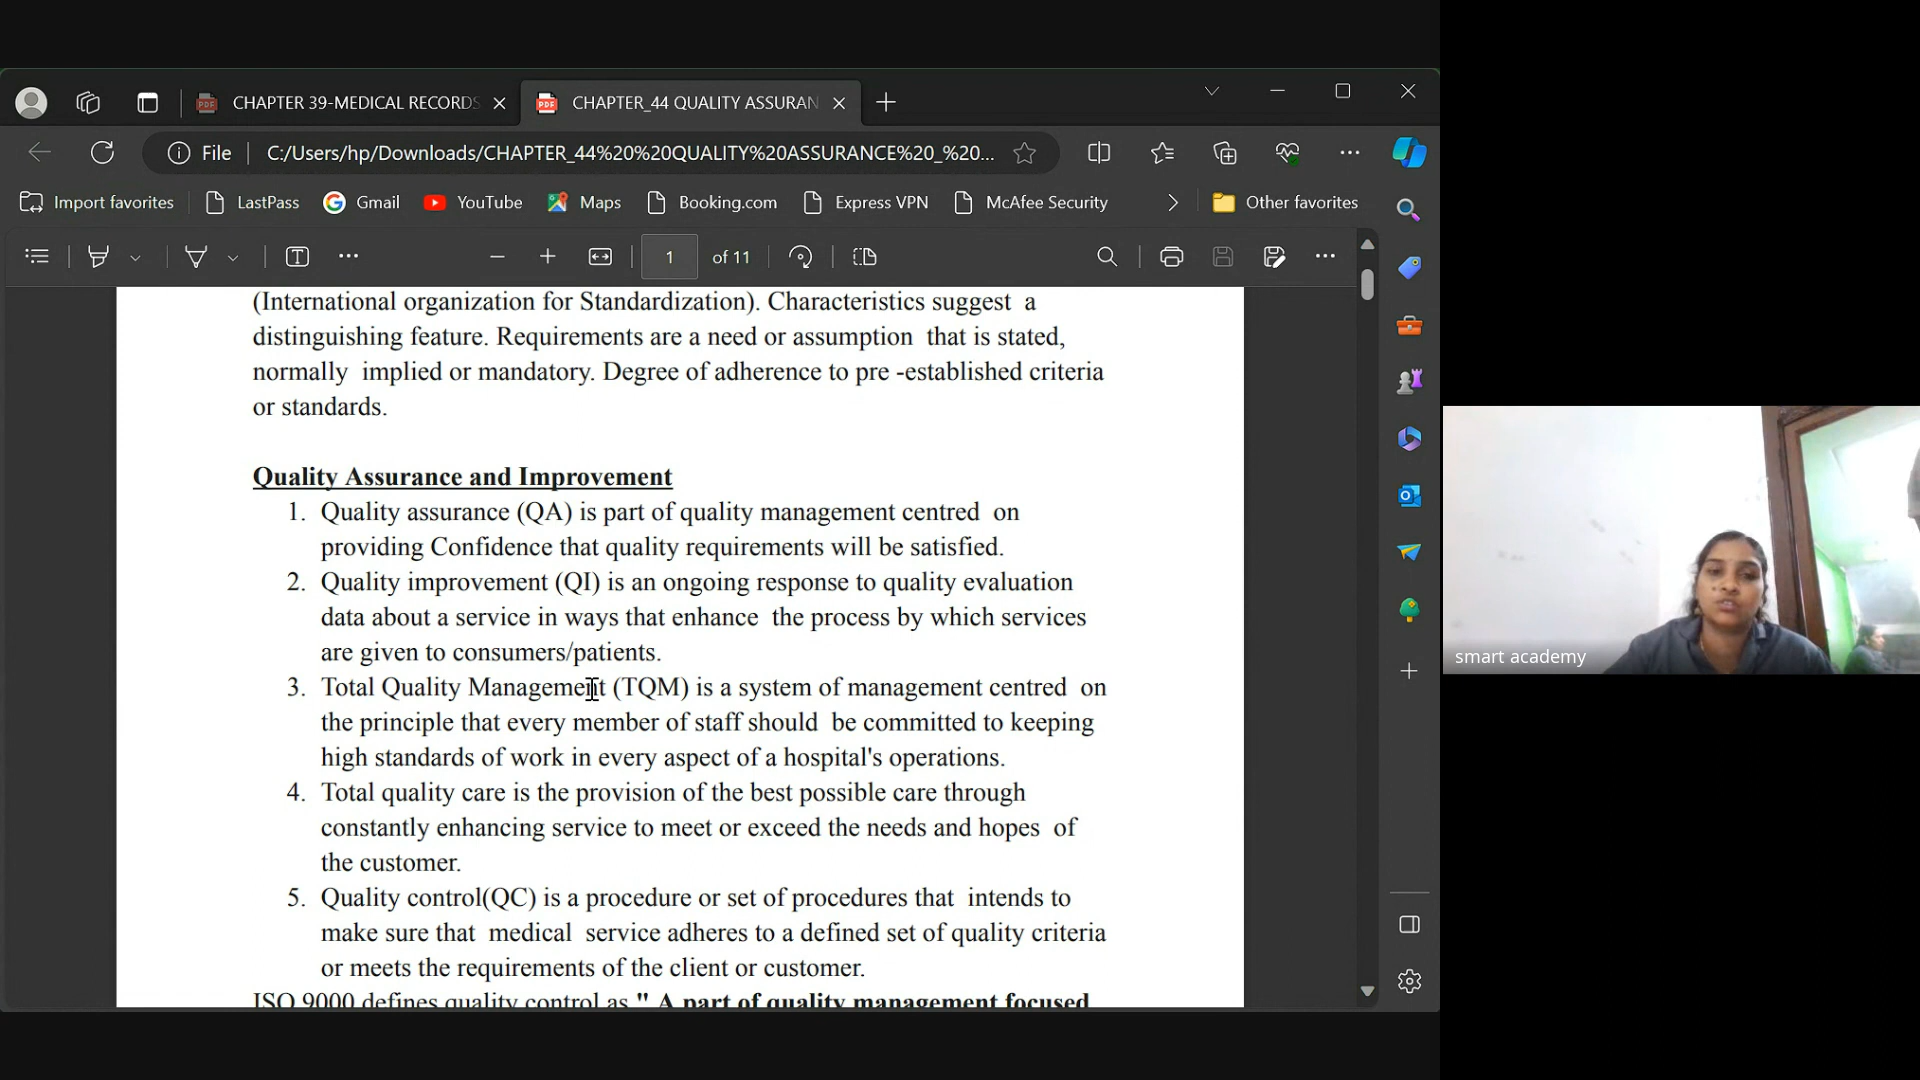 CHAPTER 39-MEDICAL RECORDS
CHAPTER_44 QUALITY ASSURAN
File
C:/Users/hp/Downloads/CHAPTER_44%20%20QUALITY%20ASSURANCE%20_%20...
Import favorites
LastPass
Gmail
YouTube
Maps
Booking.com
Express VPN
McAfee Security
Other favorites
1 of 11
(International organization for Standardization). Characteristics suggest a
distinguishing feature. Requirements are a need or assumption that is stated,
normally implied or mandatory. Degree of adherence to pre -established criteria
or standards.
Quality Assurance and Improvement
1. Quality assurance (QA) is part of quality management centred on
providing Confidence that quality requirements will be satisfied.
2. Quality improvement (QI) is an ongoing response to quality evaluation
data about a service in ways that enhance the process by which services
are given to consumers/patients.
3. Total Quality Management (TQM) is a system of management centred on
the principle that every member of staff should be committed to keeping
high standards of work in every aspect of a hospital's operations.
4. Total quality care is the provision of the best possible care through
constantly enhancing service to meet or exceed the needs and hopes of
the customer.
5. Quality control(QC) is a procedure or set of procedures that intends to
make sure that medical service adheres to a defined set of quality criteria
or meets the requirements of the client or customer.
ISO 9000 defines quality control as " A part of quality management focused
smart academy